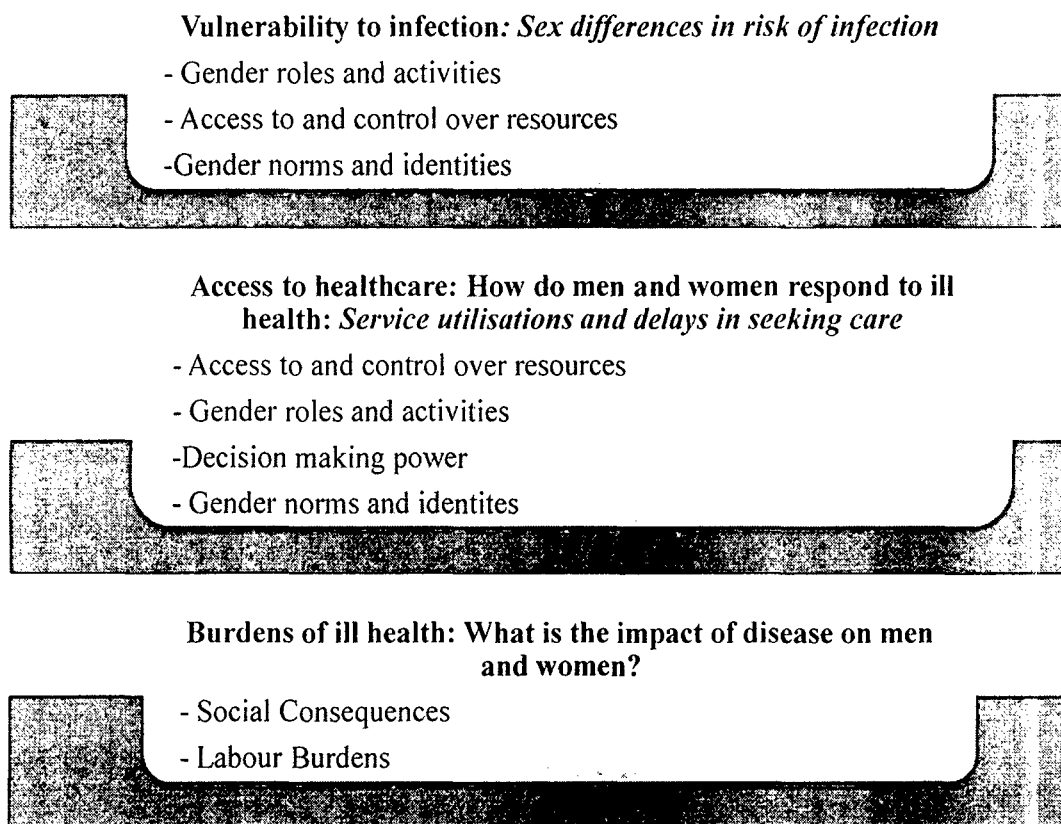 Vulnerability to infection: Sex differences in risk of infection
- Gender roles and activities
- Access to and control over resources
-Gender norms and identities
Access to healthcare: How do men and women respond to ill
health: Service utilisations and delays in seeking care
- Access to and control over resources
- Gender roles and activities
-Decision making power
- Gender norms and identites
Burdens of ill health: What is the impact of disease on men
and women?
- Social Consequences
- Labour Burdens